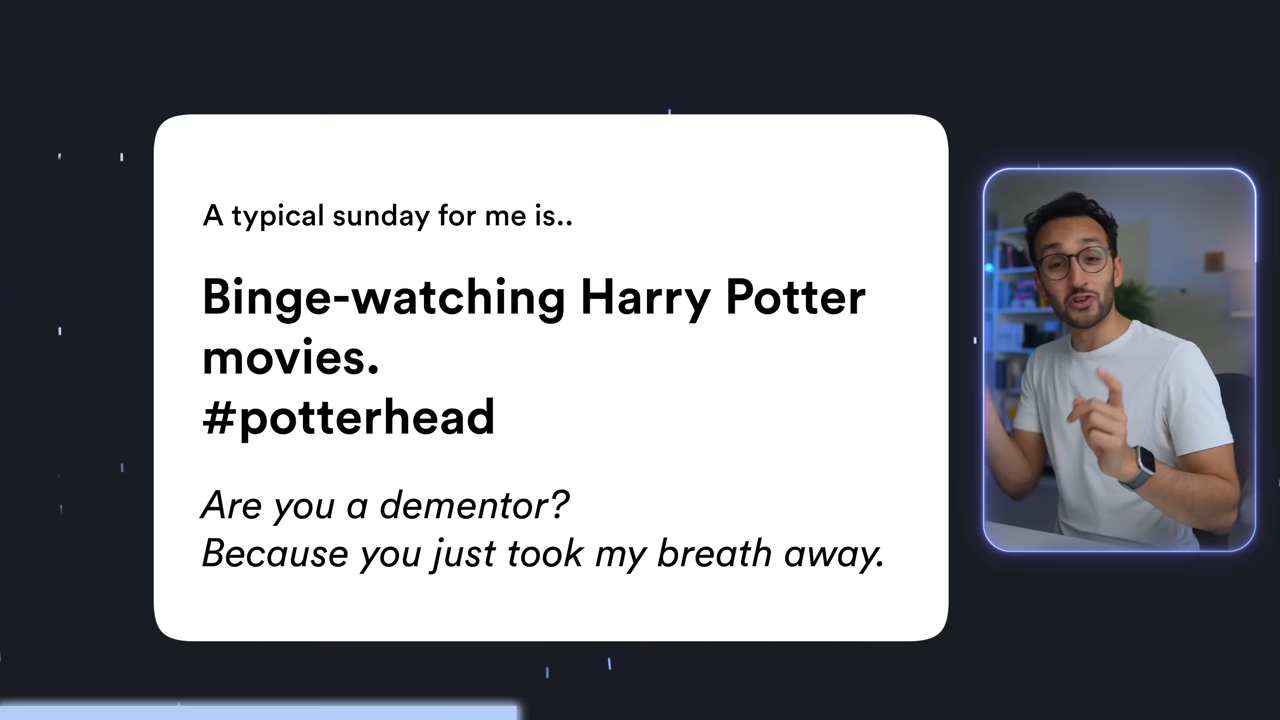 A typical sunday for me is..
Binge-watching Harry Potter
movies.
#potterhead
Are you a dementor?
Because you just took my breath away.